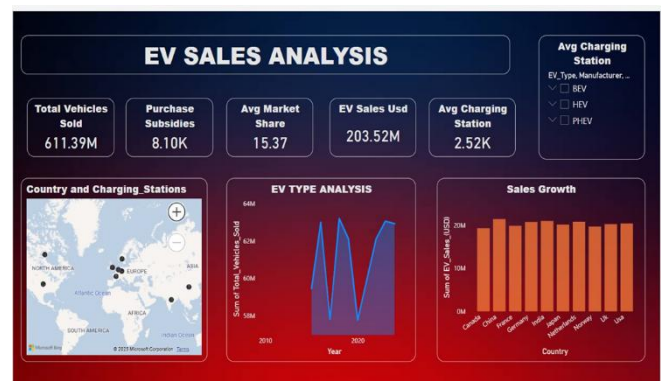 EV SALES ANALYSIS
Avg Charging
Station
EV_Type, Manufacturer, ...
BEV
HEV
PHEV
Total Vehicles
Sold
611.39M
Purchase
Subsidies
8.10K
Avg Market
Share
15.37
EV Sales Usd
203.52M
Avg Charging
Station
2.52K
Country and Charging_Stations
NORTH AMERICA
EUROPE
ASIA
Atlantic Ocean
AFRICA
SOUTH AMERICA
Indian Ocean
Microsoft Bing
© 2025 Microsoft Corporation Terms
EV TYPE ANALYSIS
Sum of Total_Vehicles_Sold
64M
62M
60M
58M
2010
2020
Year
Sales Growth
Sum of EV_Sales_(USD)
20M
10M
0M
Canada
China
France
Germany
India
Japan
Netherlands
Norway
Uk
Usa
Country